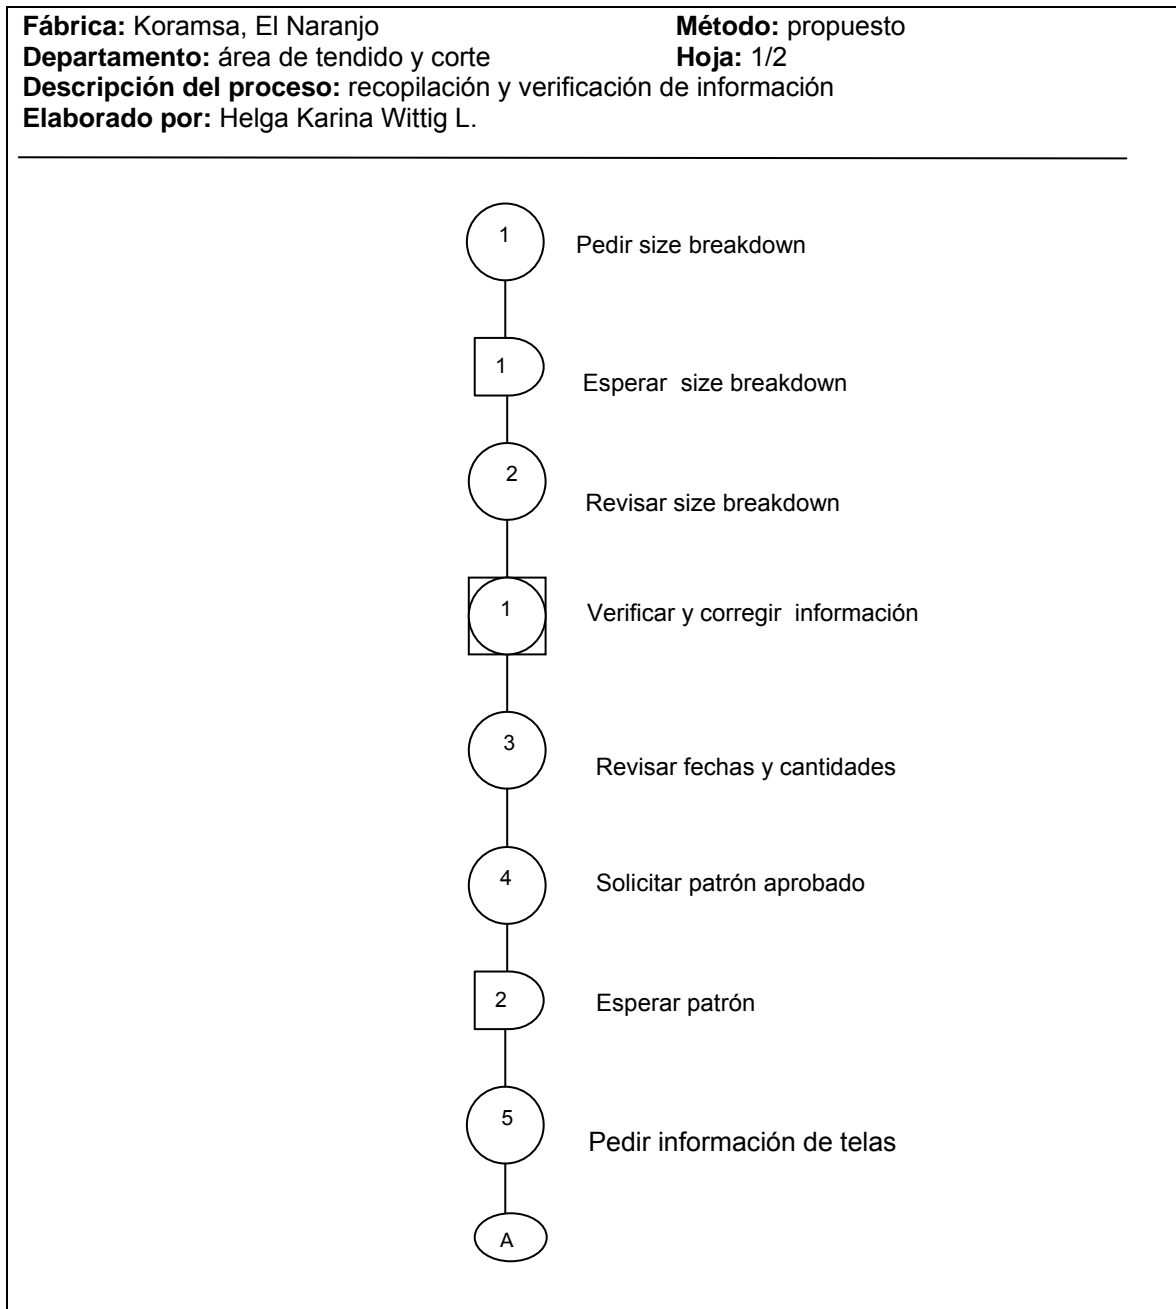 Fábrica: Koramsa, El Naranjo Método: propuesto
Departamento: área de tendido y corte Hoja: 1/2
Descripción del proceso: recopilación y verificación de información
Elaborado por: Helga Karina Wittig L.
1 Pedir size breakdown
1 Esperar size breakdown
2 Revisar size breakdown
1 Verificar y corregir información
3 Revisar fechas y cantidades
4 Solicitar patrón aprobado
2 Esperar patrón
5 Pedir información de telas
A